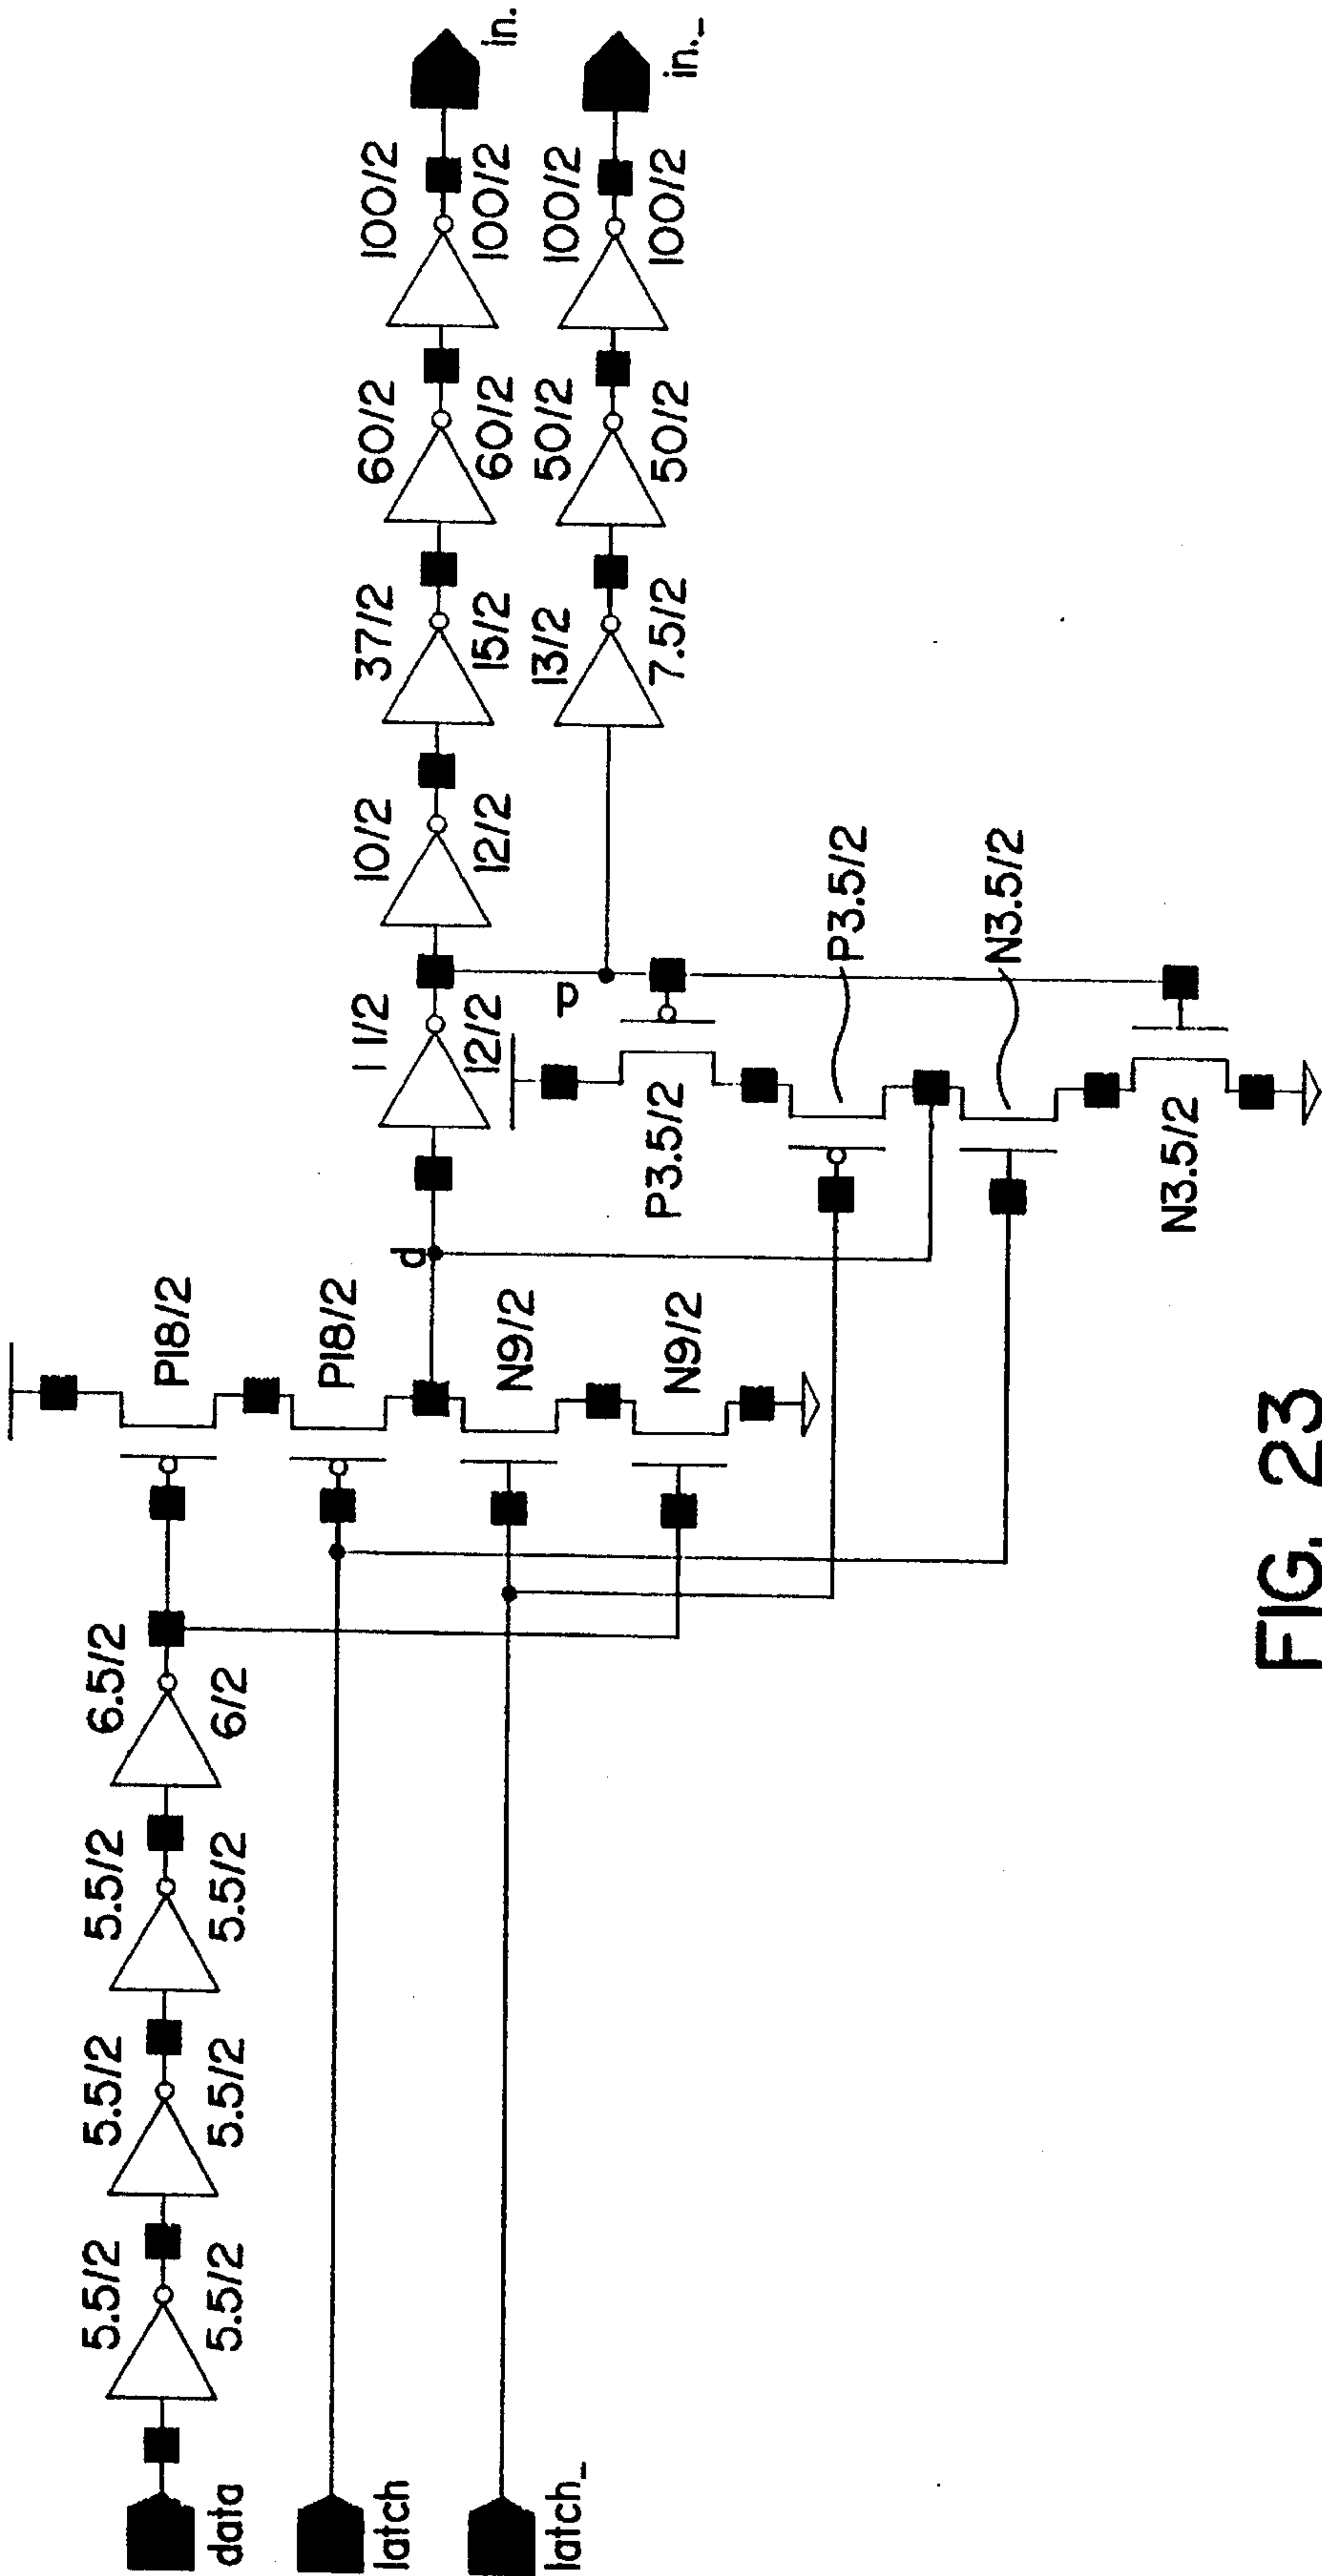 data
5.5/2
5.5/2
5.5/2
5.5/2
5.5/2
5.5/2
6.5/2
6/2
latch
latch_
P18/2
P18/2
N9/2
N9/2
d
11/2
12/2
p
10/2
12/2
37/2
15/2
60/2
60/2
100/2
100/2
in.
13/2
7.5/2
50/2
50/2
100/2
100/2
in._
P3.5/2
P3.5/2
N3.5/2
N3.5/2
FIG. 23